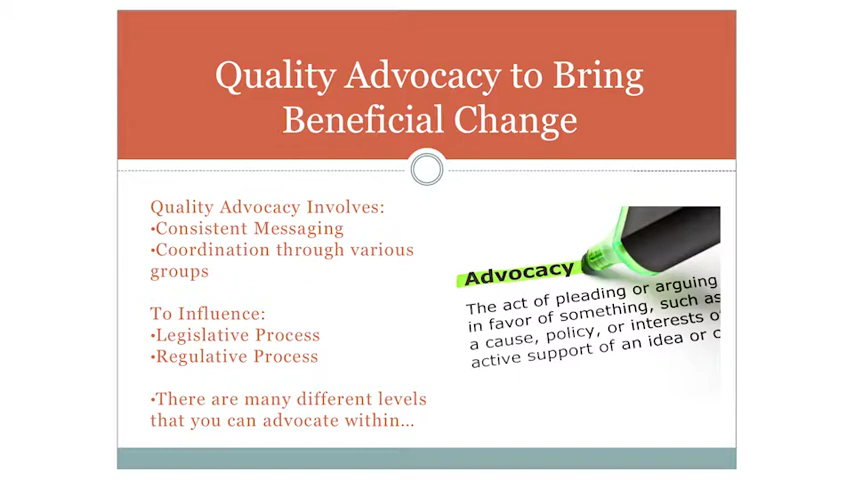 Quality Advocacy to Bring
Beneficial Change
Quality Advocacy Involves:
•Consistent Messaging
•Coordination through various
groups
To Influence:
•Legislative Process
•Regulative Process
•There are many different levels
that you can advocate within...
Advocacy
The act of pleading or arguing
in favor of something, such as
a cause, policy, or interests
active support of an idea or